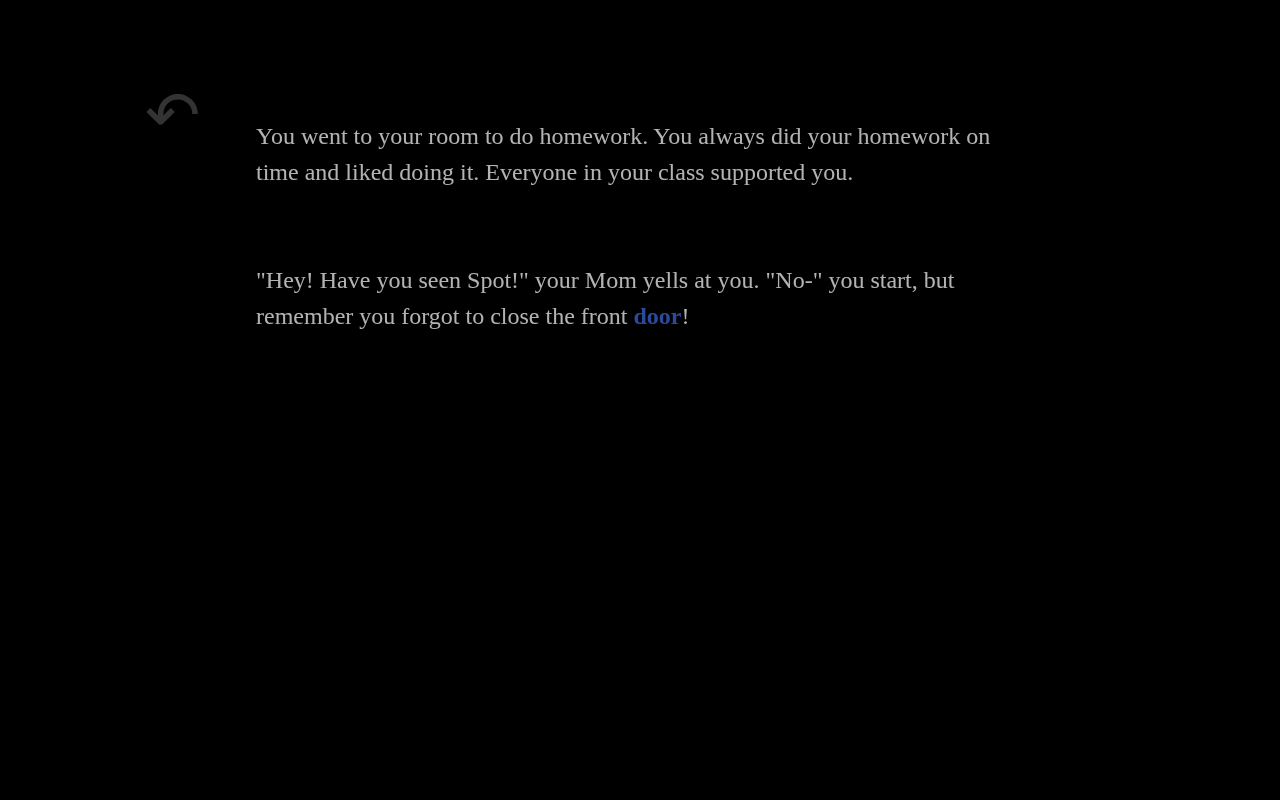 You went to your room to do homework. You always did your homework on
time and liked doing it. Everyone in your class supported you.
"Hey! Have you seen Spot!" your Mom yells at you. "No-" you start, but
remember you forgot to close the front door!